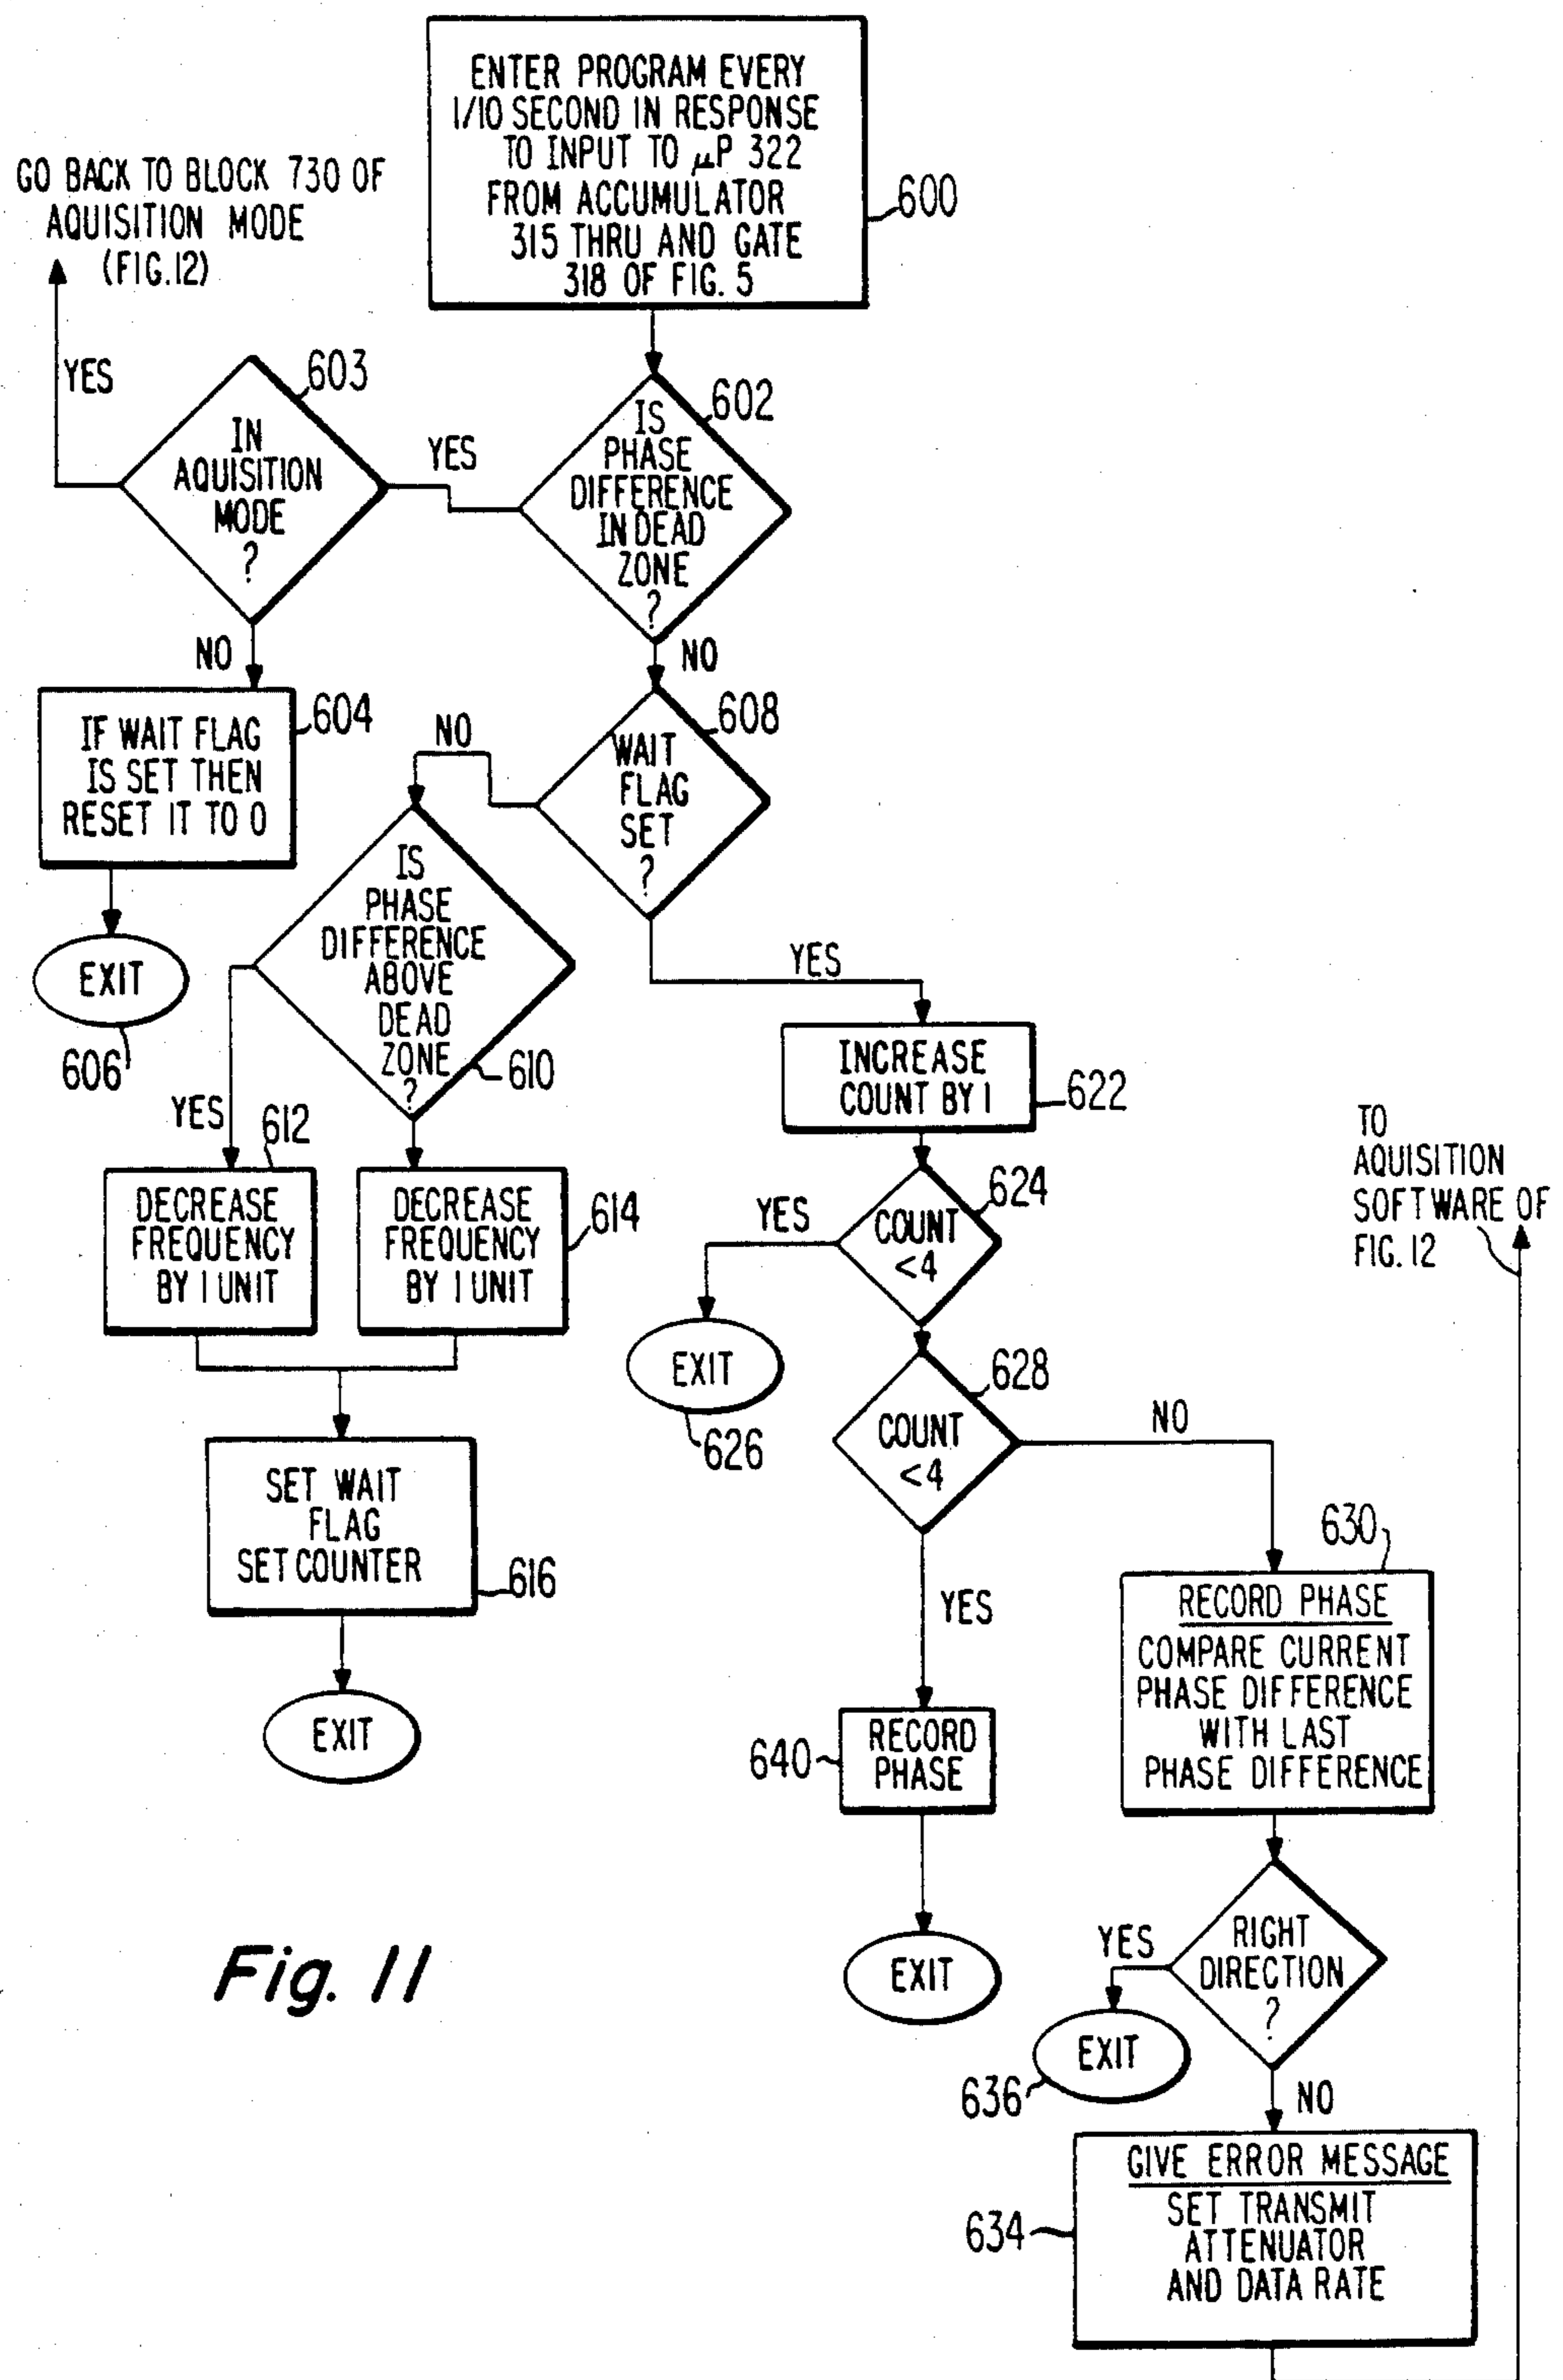 ENTER PROGRAM EVERY
1/10 SECOND IN RESPONSE
TO INPUT TO μP 322
FROM ACCUMULATOR
315 THRU AND GATE
318 OF FIG. 5
600
GO BACK TO BLOCK 730 OF
AQUISITION MODE
(FIG.12)
YES
603
IN
AQUISITION
MODE
?
YES
602
IS
PHASE
DIFFERENCE
IN DEAD
ZONE
?
NO
NO
604
IF WAIT FLAG
IS SET THEN
RESET IT TO 0
EXIT
606
608
WAIT
FLAG
SET
?
NO
IS
PHASE
DIFFERENCE
ABOVE
DEAD
ZONE
?
610
YES
YES
612
DECREASE
FREQUENCY
BY 1 UNIT
DECREASE
FREQUENCY
BY 1 UNIT
614
SET WAIT
FLAG
SET COUNTER
616
EXIT
INCREASE
COUNT BY 1
622
624
COUNT
<4
YES
EXIT
626
628
COUNT
<4
NO
YES
640
RECORD
PHASE
EXIT
630
RECORD PHASE
COMPARE CURRENT
PHASE DIFFERENCE
WITH LAST
PHASE DIFFERENCE
RIGHT
DIRECTION
?
YES
EXIT
636
NO
GIVE ERROR MESSAGE
SET TRANSMIT
ATTENUATOR
AND DATA RATE
634
TO
AQUISITION
SOFTWARE OF
FIG. 12
Fig. 11